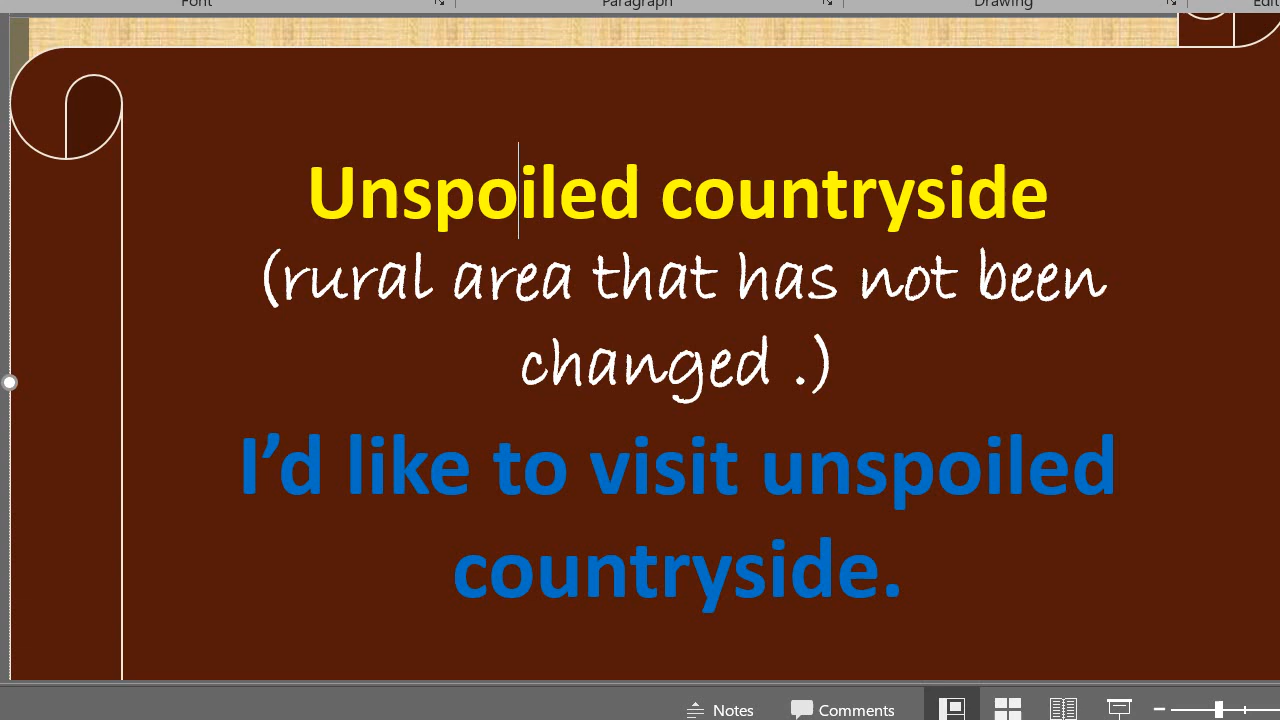 Font Paragraph Drawing
Unspoiled countryside
(rural area that has not been
changed .)
I’d like to visit unspoiled
countryside.
Notes Comments